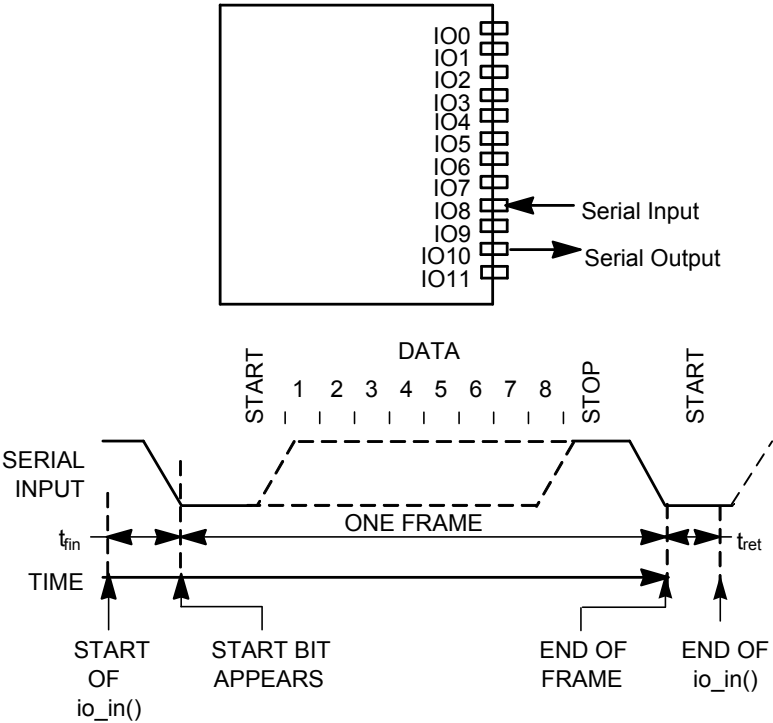 IO0
IO1
IO2
IO3
IO4
IO5
IO6
IO7
IO8
IO9
IO10
IO11
Serial Input
Serial Output
DATA
START 1 2 3 4 5 6 7 8 STOP START
SERIAL
INPUT
ONE FRAME
tfin
tret
TIME
START
OF
io_in()
START BIT
APPEARS
END OF
FRAME
END OF
io_in()